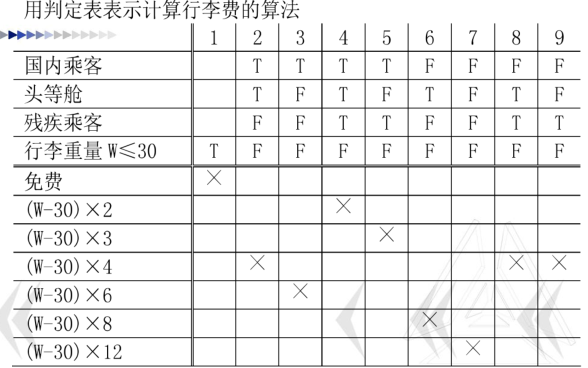 用判定表表示计算行李费的算法
1 2 3 4 5 6 7 8 9
国内乘客 T T T T F F F F
头等舱 T F T F T F T F
残疾乘客 F F T T F F T T
行李重量 W≤30 T F F F F F F F F
免费 ×
(W-30)×2 ×
(W-30)×3 ×
(W-30)×4 × × ×
(W-30)×6 ×
(W-30)×8 ×
(W-30)×12 ×